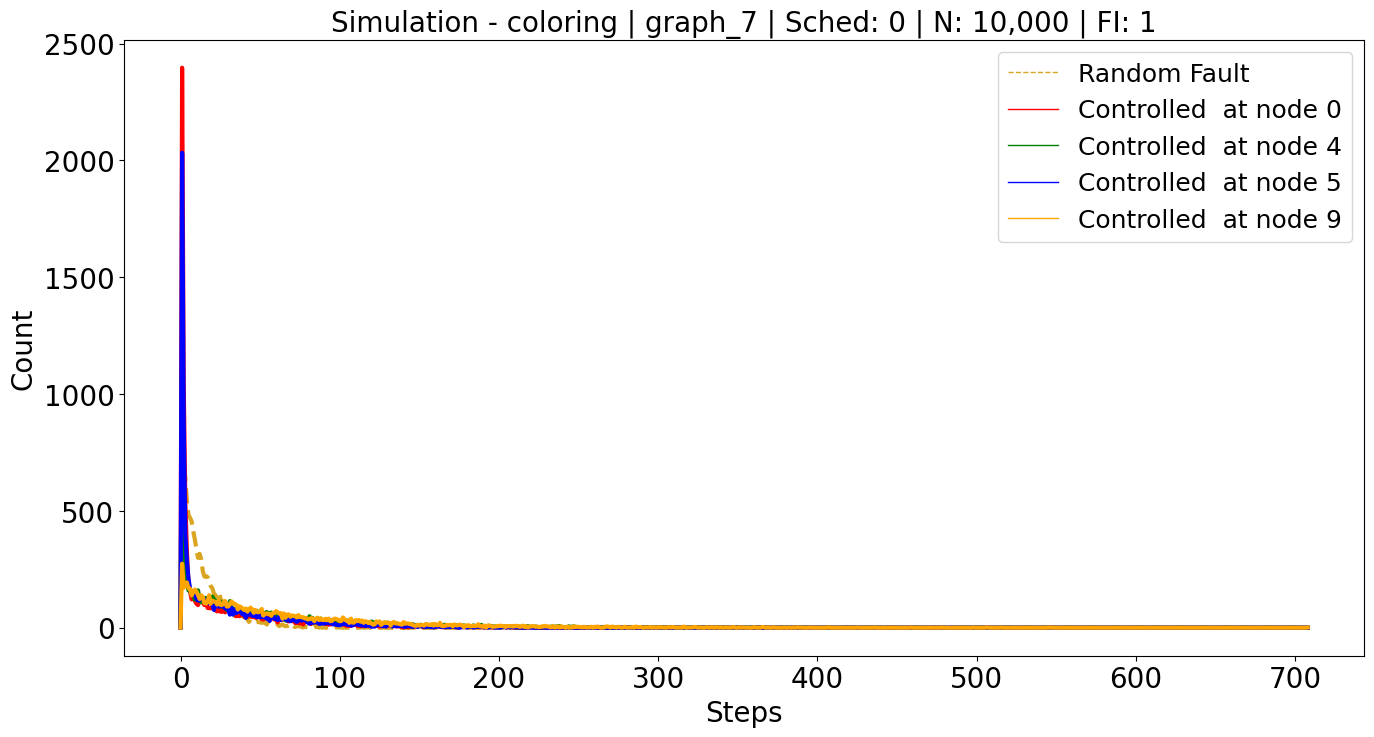 Simulation - coloring | graph_7 | Sched: 0 | N: 10,000 | FI: 1
2500
2000
1500
1000
500
0
Count
Random Fault
Controlled  at node 0
Controlled  at node 4
Controlled  at node 5
Controlled  at node 9
0 100 200 300 400 500 600 700
Steps